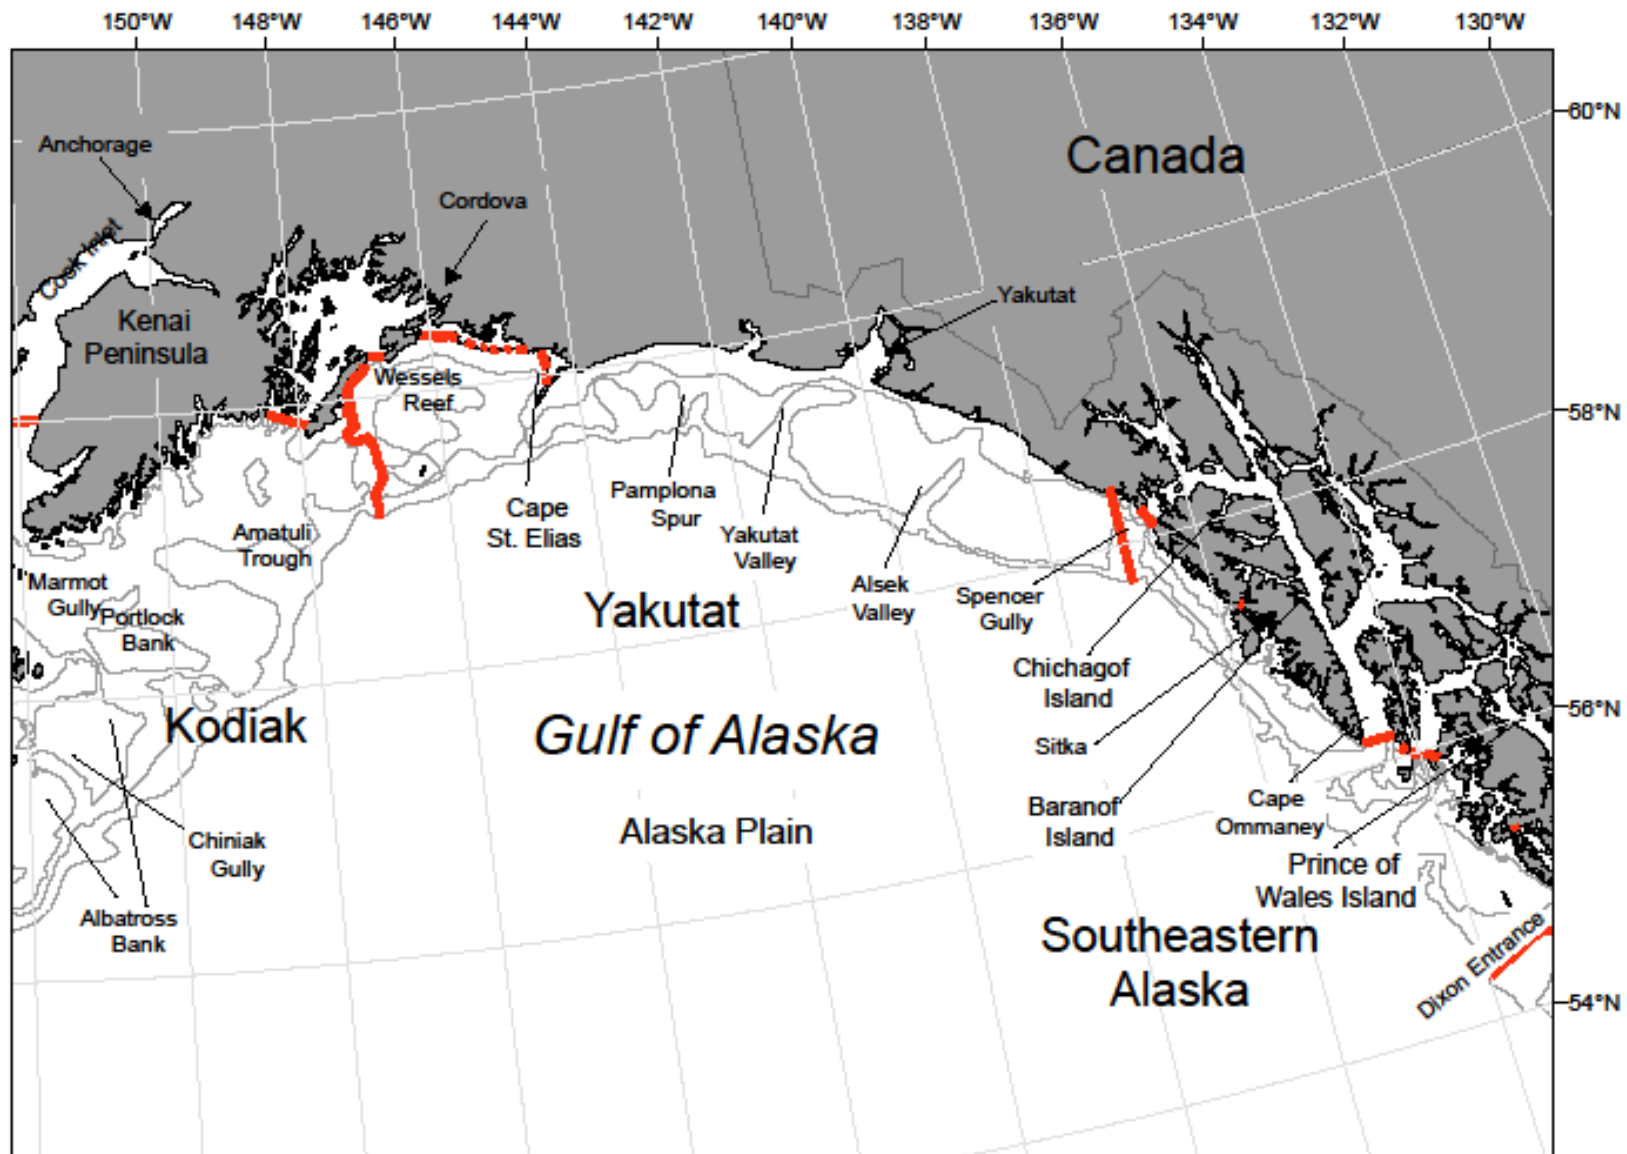 150°W 148°W 146°W 144°W 142°W 140°W 138°W 136°W 134°W 132°W 130°W
60°N
Anchorage
Canada
Cordova
Cook Inlet
Yakutat
Kenai
Peninsula
Wessels
Reef
58°N
Pamplona
Spur
Cape
St. Elias
Yakutat
Valley
Amatuli
Trough
Marmot
Gully
Portlock
Bank
Yakutat
Alsek
Valley
Spencer
Gully
Chichagof
Island
56°N
Kodiak
Gulf of Alaska
Sitka
Baranof
Island
Cape
Ommaney
Alaska Plain
Chiniak
Gully
Prince of
Wales Island
Albatross
Bank
Southeastern
Alaska
Dixon Entrance
54°N